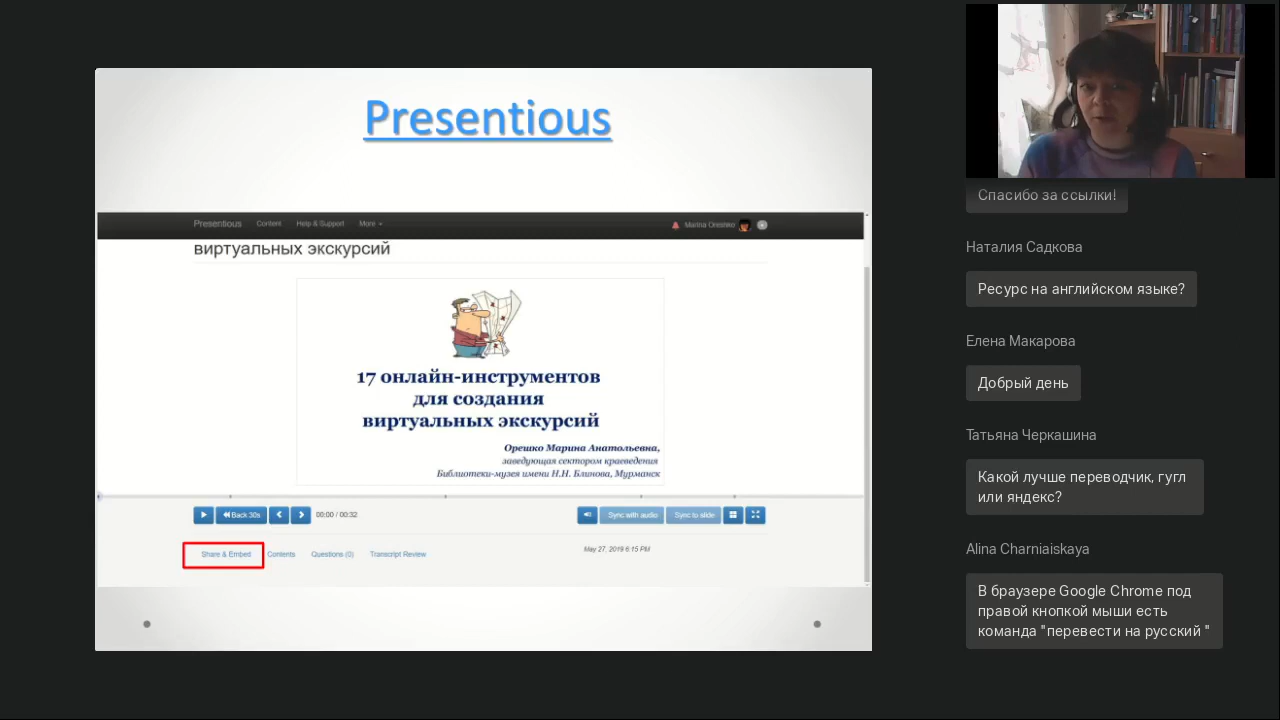 Presentious
Presentious Content Help & Support More
Marina Oreshko
виртуальных экскурсий
17 онлайн-инструментов
для создания
виртуальных экскурсий
Орешко Марина Анатольевна,
заведующая сектором краеведения
Библиотеки-музея имени Н.Н. Блинова, Мурманск
Back 30s 00:00 / 00:32 Sync with audio Sync to slide
Share & Embed Contents Questions (0) Transcript Review May 27, 2019 6:15 PM
Спасибо за ссылки!
Наталия Садкова
Ресурс на английском языке?
Елена Макарова
Добрый день
Татьяна Черкашина
Какой лучше переводчик, гугл
или яндекс?
Alina Charniaiskaya
В браузере Google Chrome под
правой кнопкой мыши есть
команда "перевести на русский "